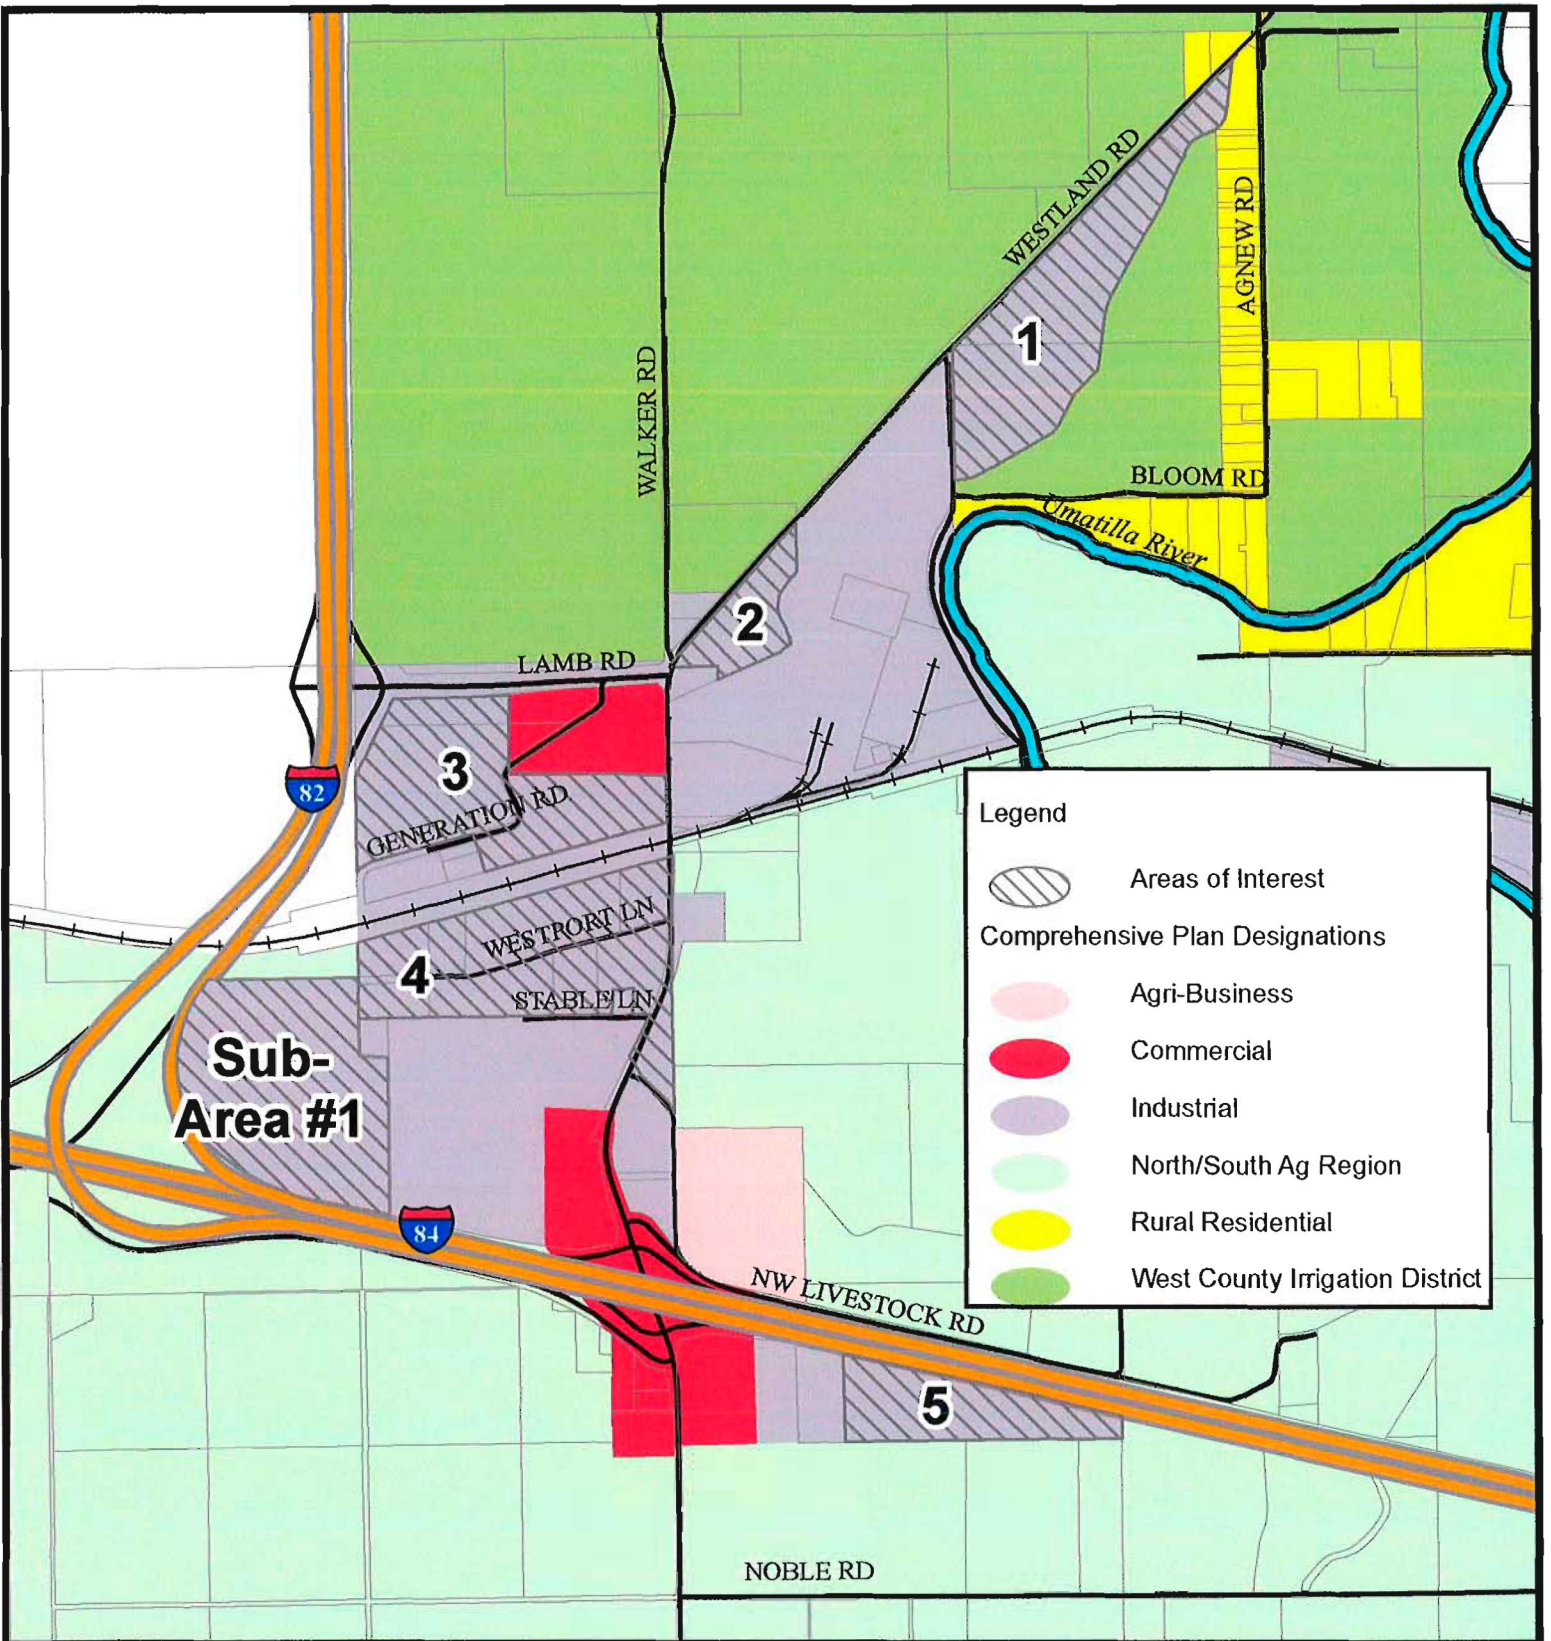 WESTLAND RD
AGNEW RD
1
WALKER RD
BLOOM RD
Umatilla River
2
LAMB RD
3
82
GENERATION RD
WESTPORT LN
4
STABLE LN
Sub-
Area #1
84
NW LIVESTOCK RD
5
NOBLE RD
Legend
Areas of Interest
Comprehensive Plan Designations
Agri-Business
Commercial
Industrial
North/South Ag Region
Rural Residential
West County Irrigation District